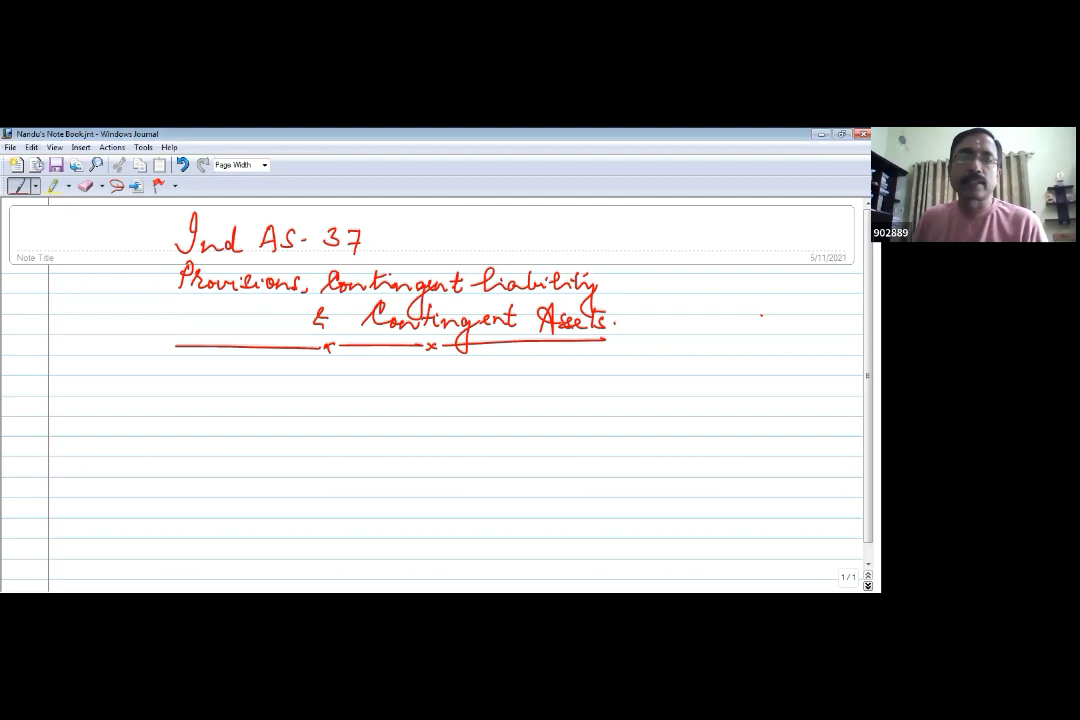 Nandu's Note Book.jnt - Windows Journal
File Edit View Insert Actions Tools Help
Page Width
902889
Ind AS- 37
Note Title 5/11/2021
Provisions, Contingent liability
& Contingent Assets.
1 / 1